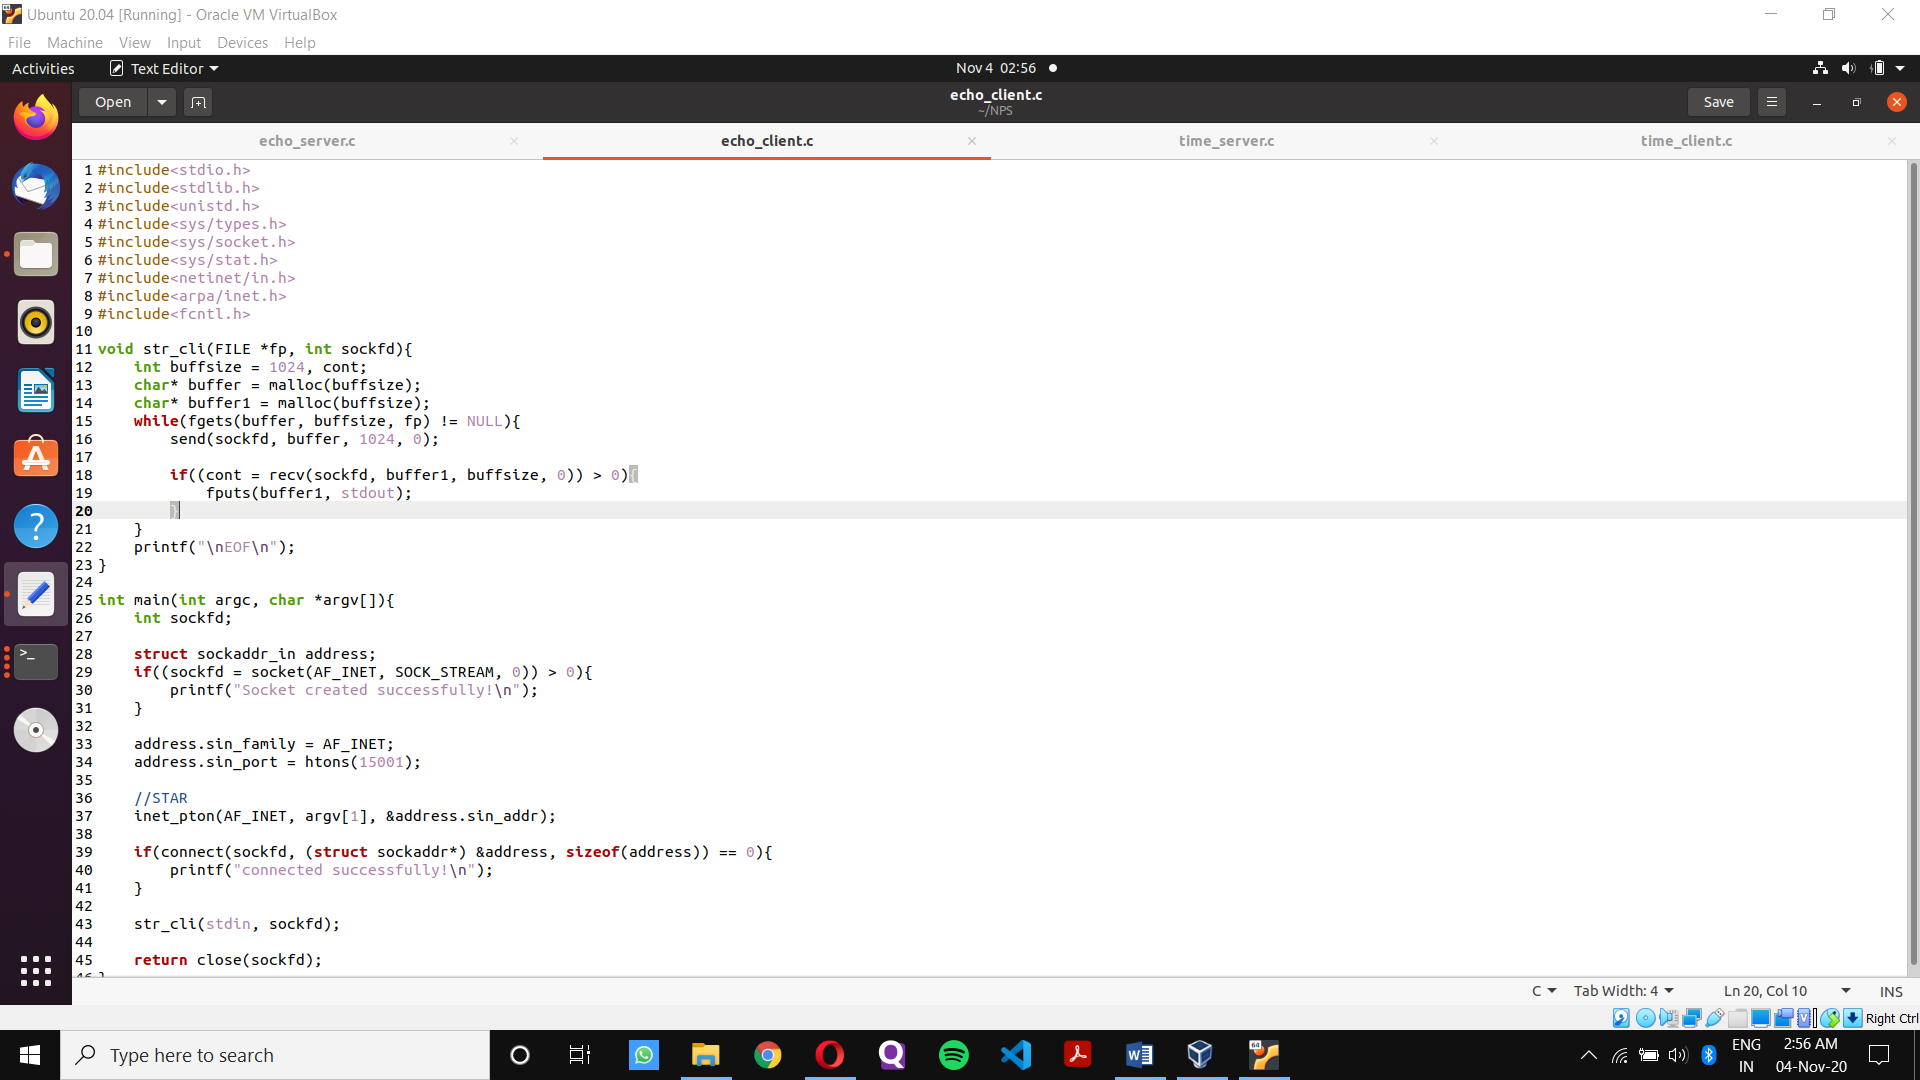 Ubuntu 20.04 [Running] - Oracle VM VirtualBox
File Machine View Input Devices Help
Activities Text Editor Nov 4 02:56
Open echo_client.c Save
~/NPS
echo_server.c echo_client.c time_server.c time_client.c
1 #include<stdio.h>
2 #include<stdlib.h>
3 #include<unistd.h>
4 #include<sys/types.h>
5 #include<sys/socket.h>
6 #include<sys/stat.h>
7 #include<netinet/in.h>
8 #include<arpa/inet.h>
9 #include<fcntl.h>
10
11 void str_cli(FILE *fp, int sockfd){
12     int buffsize = 1024, cont;
13     char* buffer = malloc(buffsize);
14     char* buffer1 = malloc(buffsize);
15     while(fgets(buffer, buffsize, fp) != NULL){
16         send(sockfd, buffer, 1024, 0);
17
18         if((cont = recv(sockfd, buffer1, buffsize, 0)) > 0){
19             fputs(buffer1, stdout);
20         }
21     }
22     printf("\nEOF\n");
23 }
24
25 int main(int argc, char *argv[]){
26     int sockfd;
27
28     struct sockaddr_in address;
29     if((sockfd = socket(AF_INET, SOCK_STREAM, 0)) > 0){
30         printf("Socket created successfully!\n");
31     }
32
33     address.sin_family = AF_INET;
34     address.sin_port = htons(15001);
35
36     //STAR
37     inet_pton(AF_INET, argv[1], &address.sin_addr);
38
39     if(connect(sockfd, (struct sockaddr*) &address, sizeof(address)) == 0){
40         printf("connected successfully!\n");
41     }
42
43     str_cli(stdin, sockfd);
44
45     return close(sockfd);
46 }
C Tab Width: 4 Ln 20, Col 10 INS
Right Ctrl
Type here to search
ENG 2:56 AM
IN 04-Nov-20